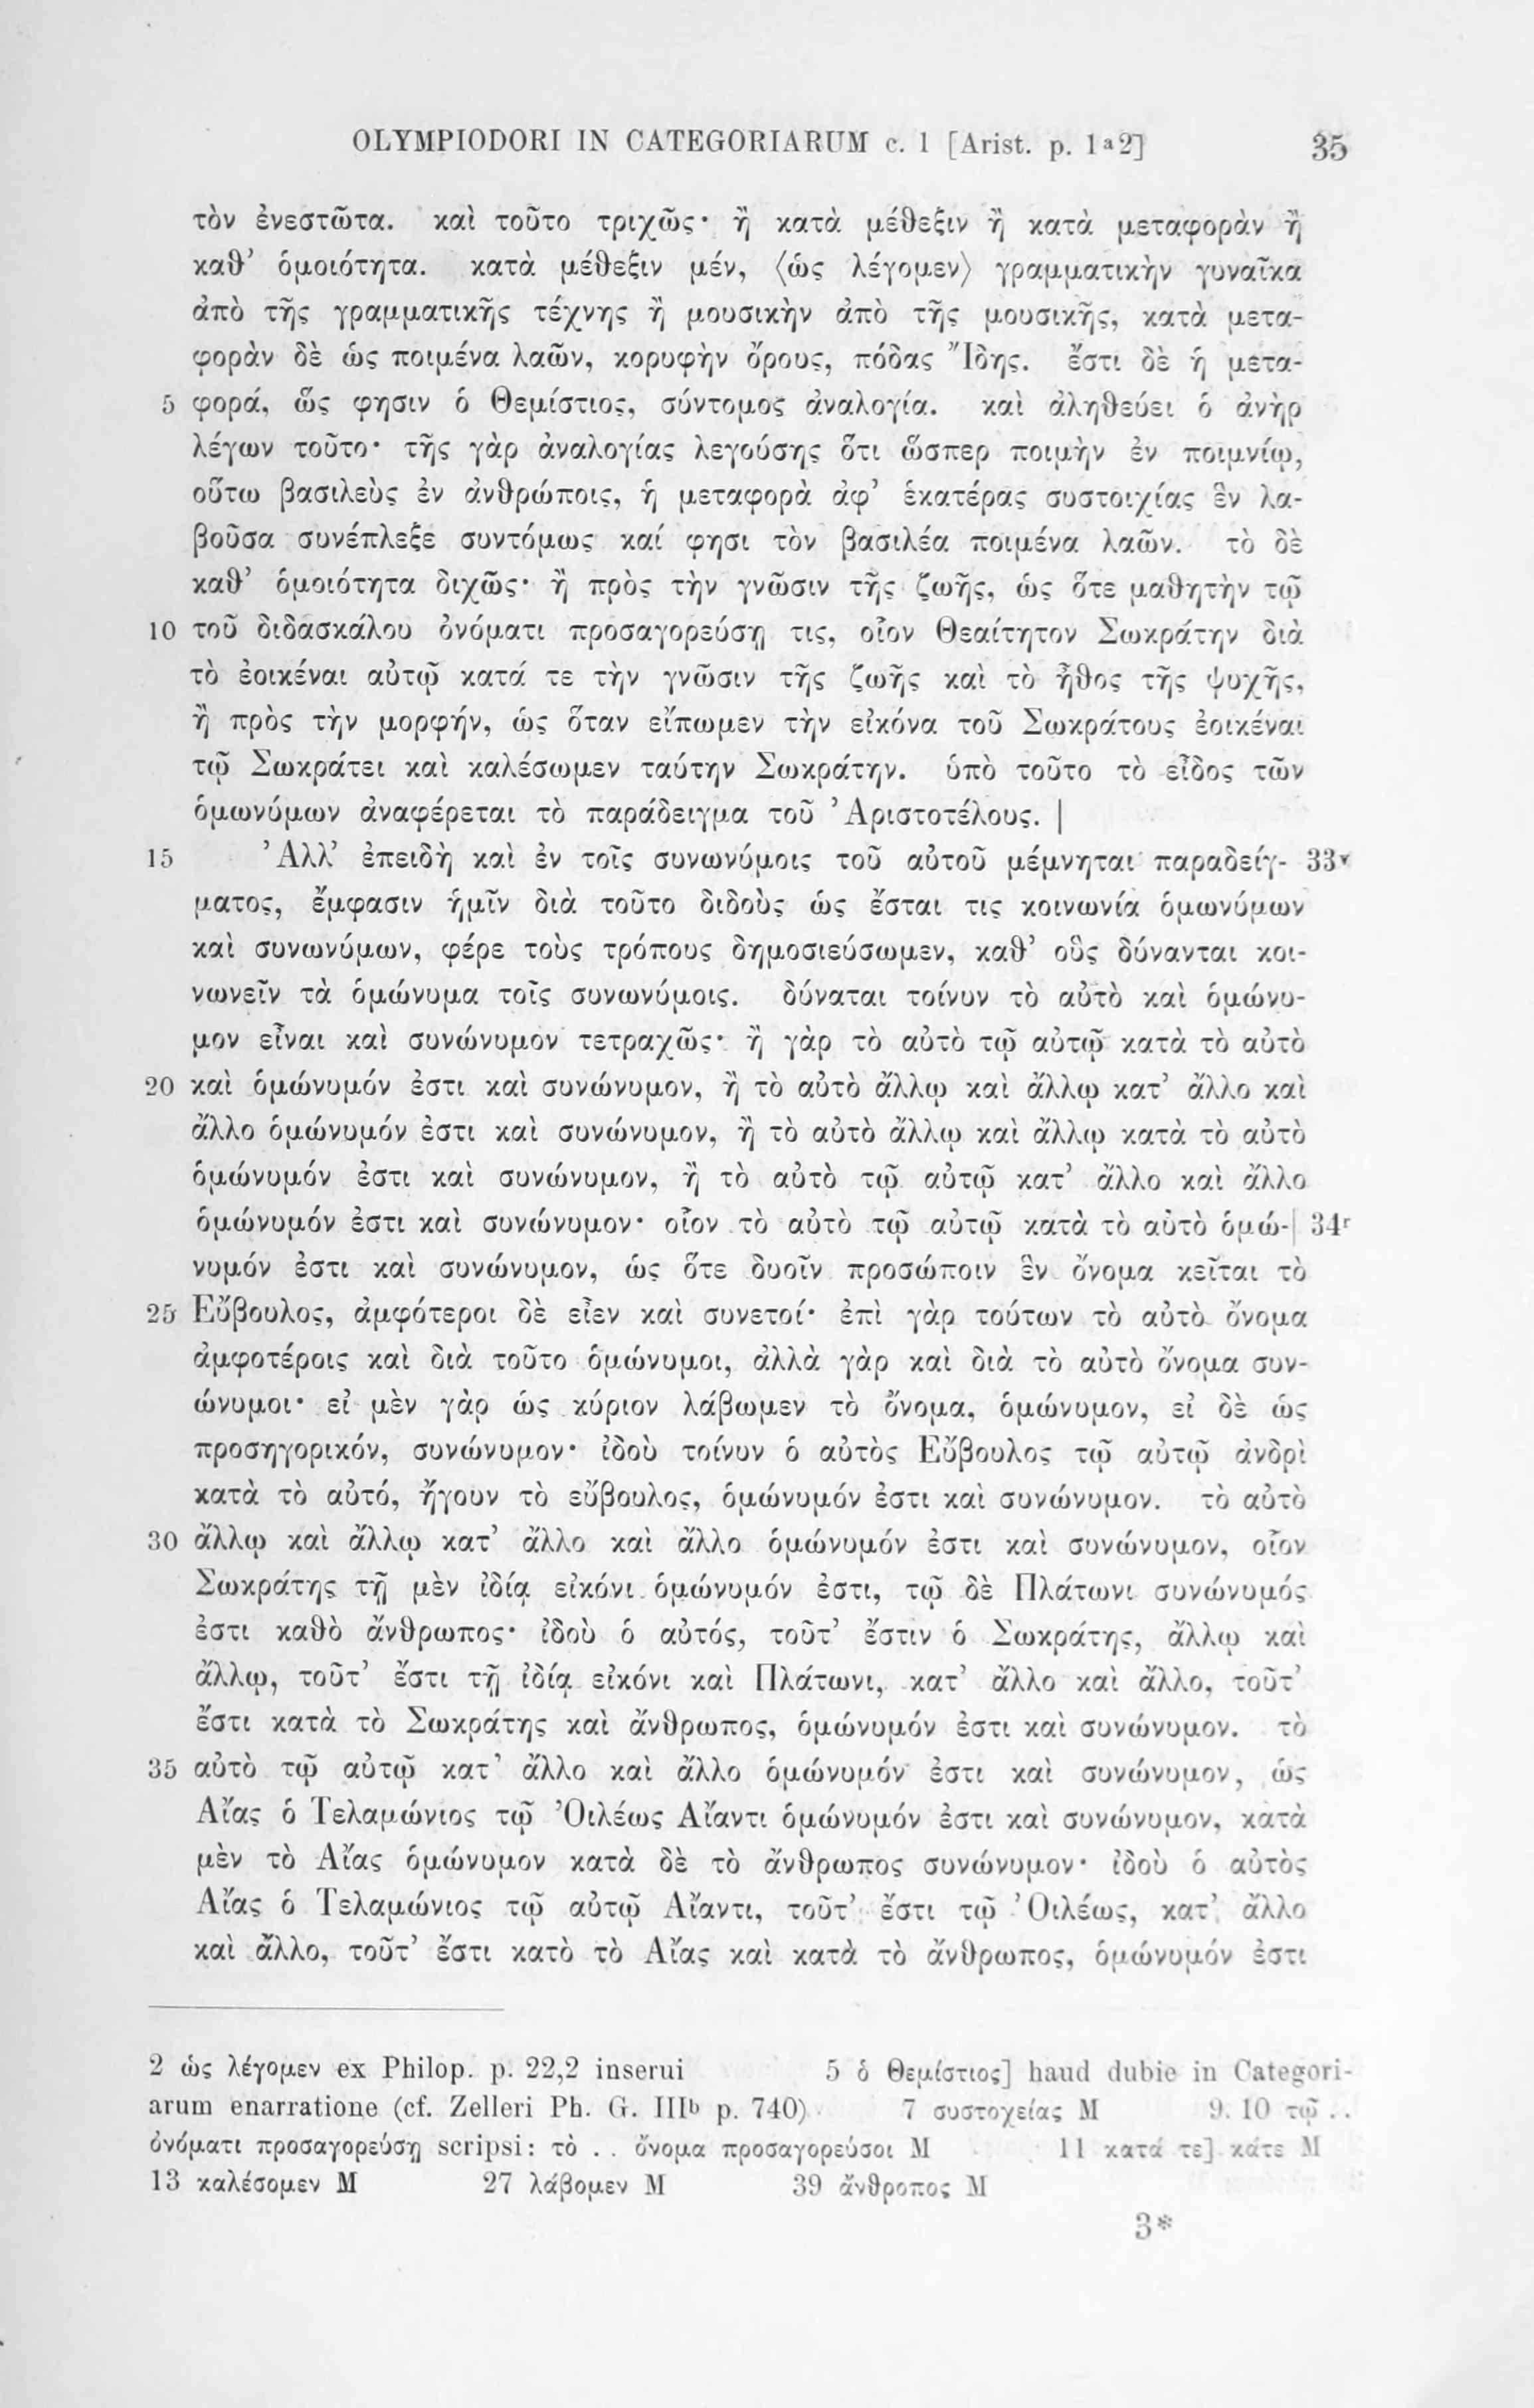 OLYMPIODORI IN CATEGORIARUM c. 1 [Arist. p. 1ᵃ2] 35
τὸν ἐνεστῶτα. καὶ τοῦτο τριχῶς· ἢ κατὰ μέθεξιν ἢ κατὰ μεταφορὰν ἢ
καθ’ ὁμοιότητα. κατὰ μέθεξιν μέν, ⟨ὡς λέγομεν⟩ γραμματικὴν γυναῖκα
ἀπὸ τῆς γραμματικῆς τέχνης ἢ μουσικὴν ἀπὸ τῆς μουσικῆς, κατὰ μετα-
φορὰν δὲ ὡς ποιμένα λαῶν, κορυφὴν ὄρους, πόδας Ἴδης. ἔστι δὲ ἡ μετα-
5 φορά, ὥς φησιν ὁ Θεμίστιος, σύντομος ἀναλογία. καὶ ἀληθεύει ὁ ἀνὴρ
λέγων τοῦτο· τῆς γὰρ ἀναλογίας λεγούσης ὅτι ὥσπερ ποιμὴν ἐν ποιμνίῳ,
οὕτω βασιλεὺς ἐν ἀνθρώποις, ἡ μεταφορὰ ἀφ’ ἑκατέρας συστοιχίας ἓν λα-
βοῦσα συνέπλεξε συντόμως καί φησι τὸν βασιλέα ποιμένα λαῶν. τὸ δὲ
καθ’ ὁμοιότητα διχῶς· ἢ πρὸς τὴν γνῶσιν τῆς ζωῆς, ὡς ὅτε μαθητὴν τῷ
10 τοῦ διδασκάλου ὀνόματι προσαγορεύσῃ τις, οἷον Θεαίτητον Σωκράτην διὰ
τὸ ἐοικέναι αὐτῷ κατά τε τὴν γνῶσιν τῆς ζωῆς καὶ τὸ ἦθος τῆς ψυχῆς,
ἢ πρὸς τὴν μορφήν, ὡς ὅταν εἴπωμεν τὴν εἰκόνα τοῦ Σωκράτους ἐοικέναι
τῷ Σωκράτει καὶ καλέσωμεν ταύτην Σωκράτην. ὑπὸ τοῦτο τὸ εἶδος τῶν
ὁμωνύμων ἀναφέρεται τὸ παράδειγμα τοῦ Ἀριστοτέλους. |
15 Ἀλλ’ ἐπειδὴ καὶ ἐν τοῖς συνωνύμοις τοῦ αὐτοῦ μέμνηται παραδείγ- 33ᵛ
ματος, ἔμφασιν ἡμῖν διὰ τοῦτο διδοὺς ὡς ἔσται τις κοινωνία ὁμωνύμων
καὶ συνωνύμων, φέρε τοὺς τρόπους δημοσιεύσωμεν, καθ’ οὓς δύνανται κοι-
νωνεῖν τὰ ὁμώνυμα τοῖς συνωνύμοις. δύναται τοίνυν τὸ αὐτὸ καὶ ὁμώνυ-
μον εἶναι καὶ συνώνυμον τετραχῶς· ἢ γὰρ τὸ αὐτὸ τῷ αὐτῷ κατὰ τὸ αὐτὸ
20 καὶ ὁμώνυμόν ἐστι καὶ συνώνυμον, ἢ τὸ αὐτὸ ἄλλῳ καὶ ἄλλῳ κατ’ ἄλλο καὶ
ἄλλο ὁμώνυμόν ἐστι καὶ συνώνυμον, ἢ τὸ αὐτὸ ἄλλῳ καὶ ἄλλῳ κατὰ τὸ αὐτὸ
ὁμώνυμόν ἐστι καὶ συνώνυμον, ἢ τὸ αὐτὸ τῷ αὐτῷ κατ’ ἄλλο καὶ ἄλλο
ὁμώνυμόν ἐστι καὶ συνώνυμον· οἷον τὸ αὐτὸ τῷ αὐτῷ κατὰ τὸ αὐτὸ ὁμώ-| 34ʳ
νυμόν ἐστι καὶ συνώνυμον, ὡς ὅτε δυοῖν προσώποιν ἓν ὄνομα κεῖται τὸ
25 Εὔβουλος, ἀμφότεροι δὲ εἶεν καὶ συνετοί· ἐπὶ γὰρ τούτων τὸ αὐτὸ ὄνομα
ἀμφοτέροις καὶ διὰ τοῦτο ὁμώνυμοι, ἀλλὰ γὰρ καὶ διὰ τὸ αὐτὸ ὄνομα συν-
ώνυμοι· εἰ μὲν γὰρ ὡς κύριον λάβωμεν τὸ ὄνομα, ὁμώνυμον, εἰ δὲ ὡς
προσηγορικόν, συνώνυμον· ἰδοὺ τοίνυν ὁ αὐτὸς Εὔβουλος τῷ αὐτῷ ἀνδρὶ
κατὰ τὸ αὐτό, ἤγουν τὸ εὔβουλος, ὁμώνυμόν ἐστι καὶ συνώνυμον. τὸ αὐτὸ
30 ἄλλῳ καὶ ἄλλῳ κατ’ ἄλλο καὶ ἄλλο ὁμώνυμόν ἐστι καὶ συνώνυμον, οἷον
Σωκράτης τῇ μὲν ἰδίᾳ εἰκόνι ὁμώνυμόν ἐστι, τῷ δὲ Πλάτωνι συνώνυμός
ἐστι καθὸ ἄνθρωπος· ἰδοὺ ὁ αὐτός, τοῦτ’ ἔστιν ὁ Σωκράτης, ἄλλῳ καὶ
ἄλλῳ, τοῦτ’ ἔστι τῇ ἰδίᾳ εἰκόνι καὶ Πλάτωνι, κατ’ ἄλλο καὶ ἄλλο, τοῦτ’
ἔστι κατὰ τὸ Σωκράτης καὶ ἄνθρωπος, ὁμώνυμόν ἐστι καὶ συνώνυμον. τὸ
35 αὐτὸ τῷ αὐτῷ κατ’ ἄλλο καὶ ἄλλο ὁμώνυμόν ἐστι καὶ συνώνυμον, ὡς
Αἴας ὁ Τελαμώνιος τῷ Ὀιλέως Αἴαντι ὁμώνυμόν ἐστι καὶ συνώνυμον, κατὰ
μὲν τὸ Αἴας ὁμώνυμον κατὰ δὲ τὸ ἄνθρωπος συνώνυμον· ἰδοὺ ὁ αὐτὸς
Αἴας ὁ Τελαμώνιος τῷ αὐτῷ Αἴαντι, τοῦτ’ ἔστι τῷ Ὀιλέως, κατ’ ἄλλο
καὶ ἄλλο, τοῦτ’ ἔστι κατὸ τὸ Αἴας καὶ κατὰ τὸ ἄνθρωπος, ὁμώνυμόν ἐστι
2 ὡς λέγομεν ex Philop. p. 22,2 inserui 5 ὁ Θεμίστιος] haud dubie in Categori-
arum enarratione (cf. Zelleri Ph. G. IIIᵇ p. 740) 7 συστοχείας M 9. 10 τῷ . .
ὀνόματι προσαγορεύσῃ scripsi: τὸ . . ὄνομα προσαγορεύσοι M 11 κατά τε] κάτε M
13 καλέσομεν M 27 λάβομεν M 39 ἄνθροπος M
3*